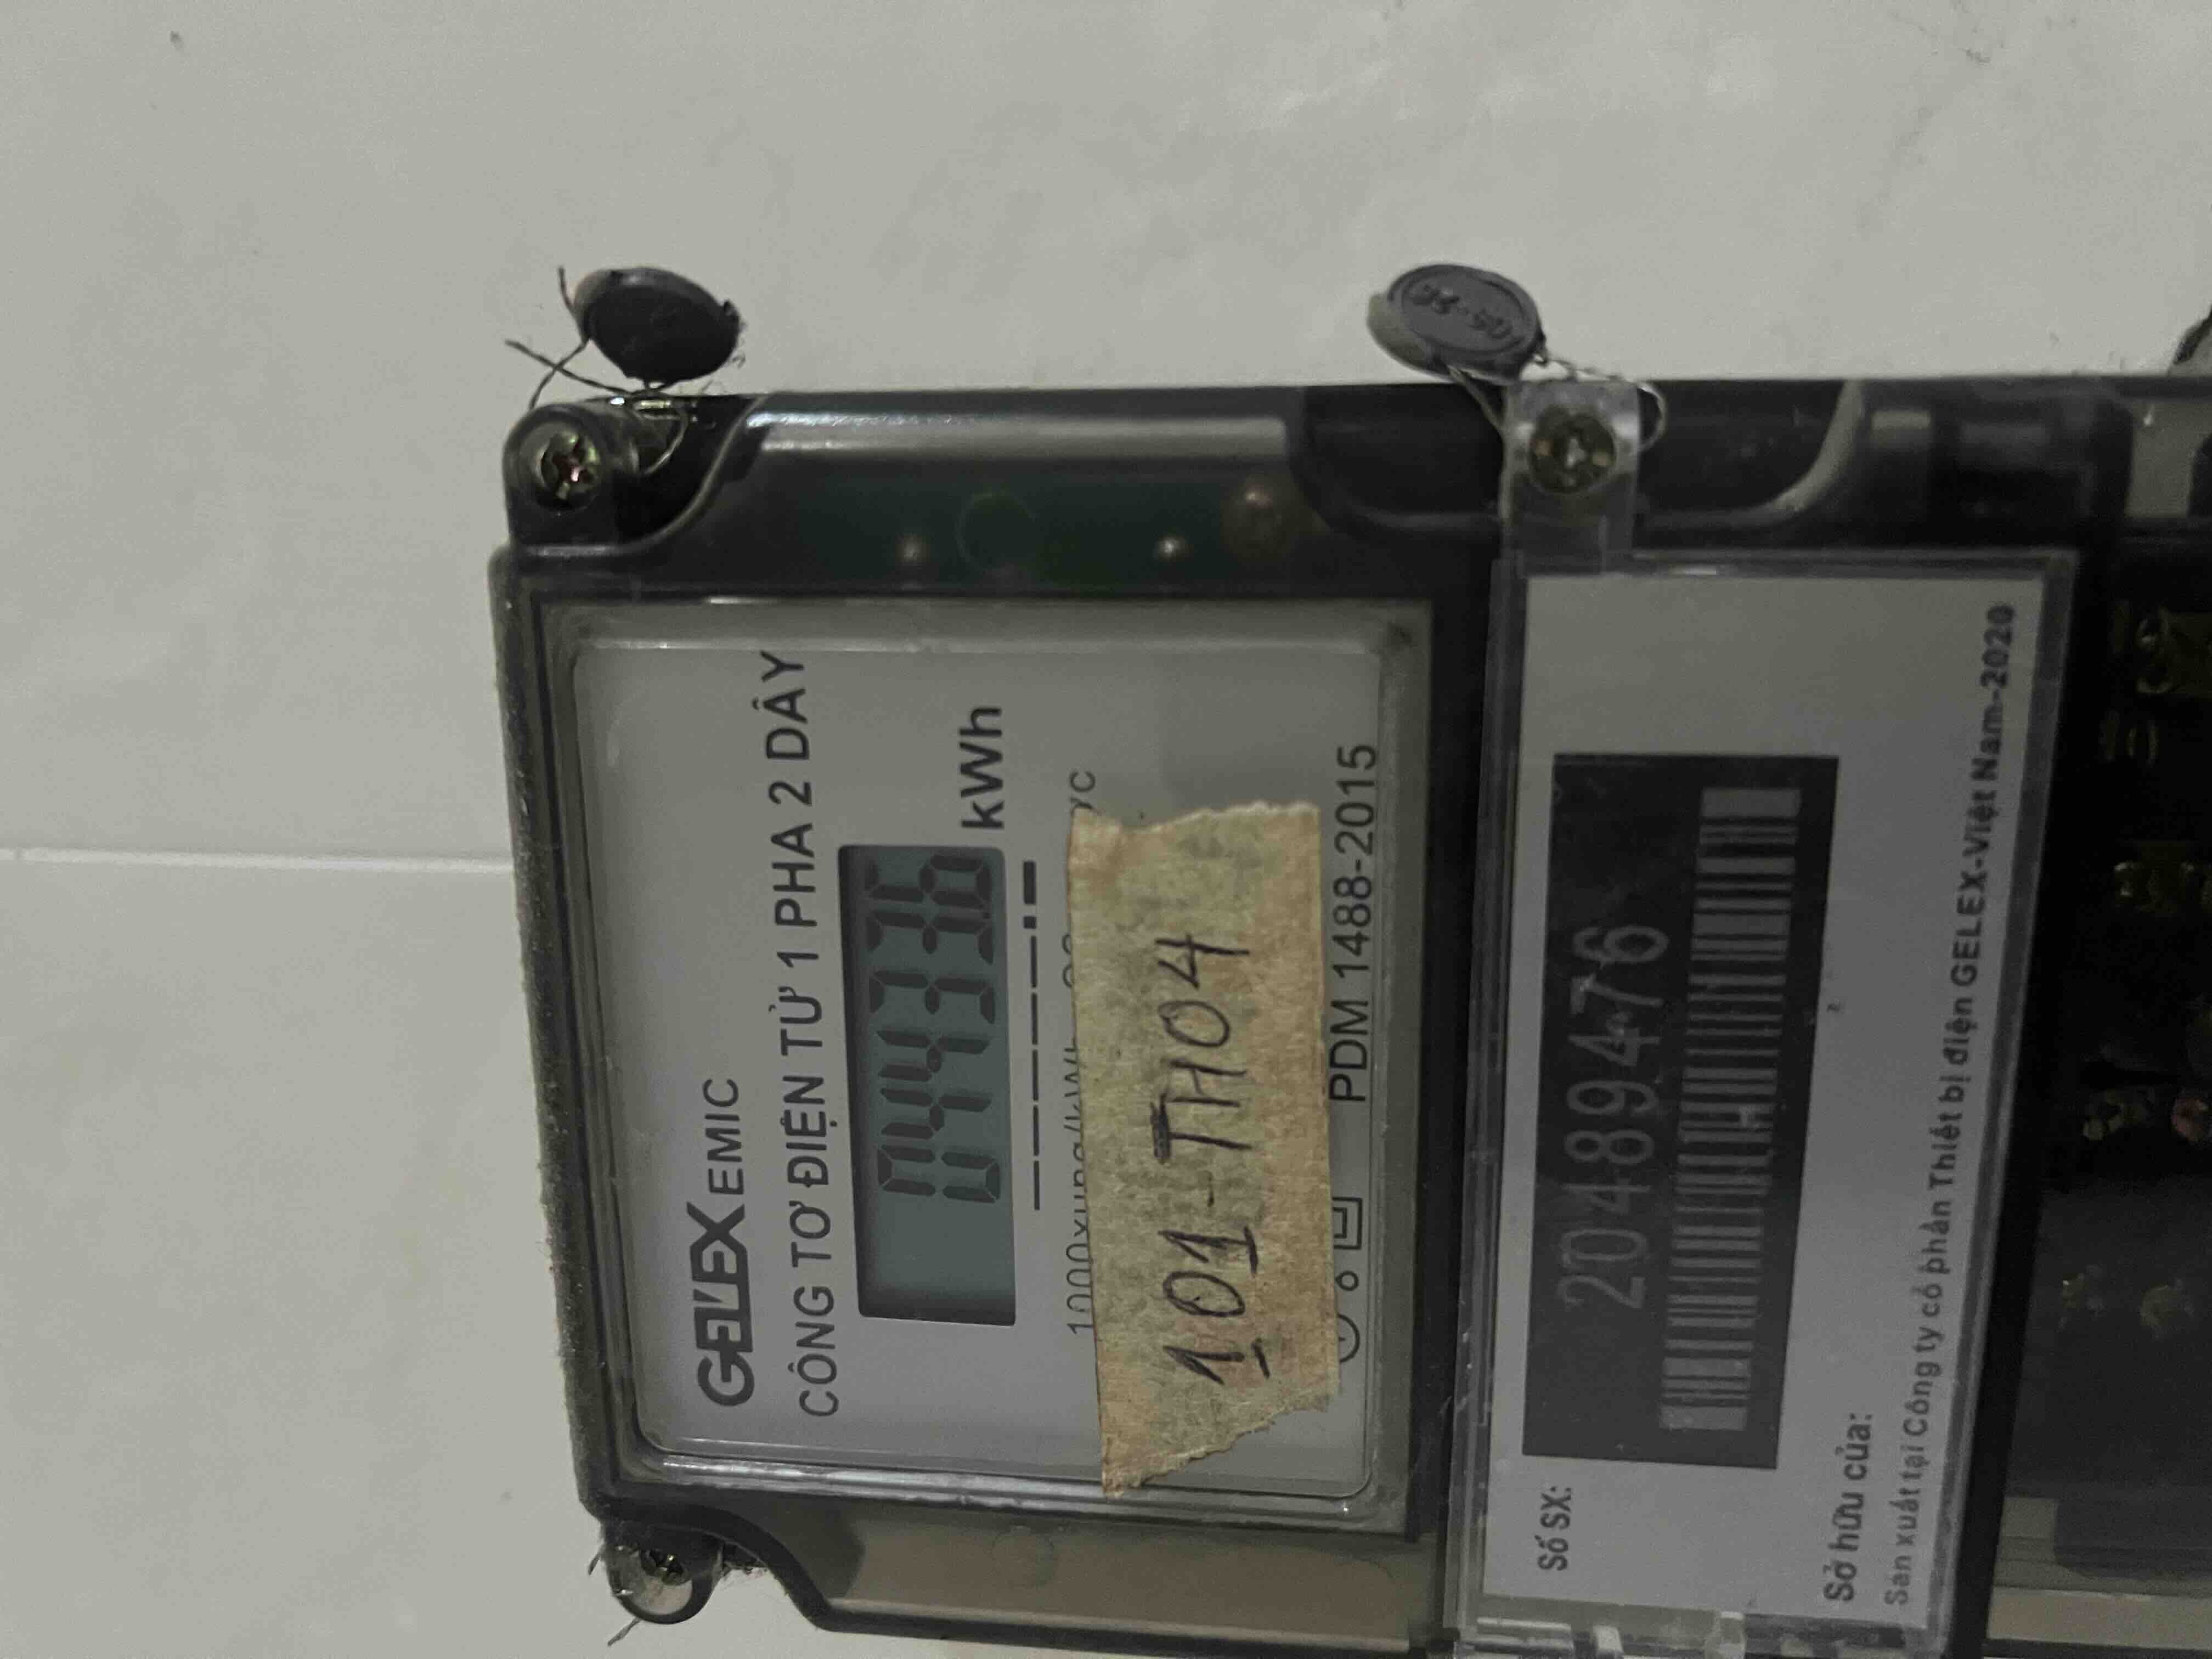 GELEX EMIC
CÔNG TƠ ĐIỆN TỬ 1 PHA 2 DÂY
044336 kWh
101-TH04
PDM 1488-2015
Số SX:
20489476
Sở hữu của:
Sản xuất tại Công ty cổ phần Thiết bị điện GELEX-Việt Nam-2020